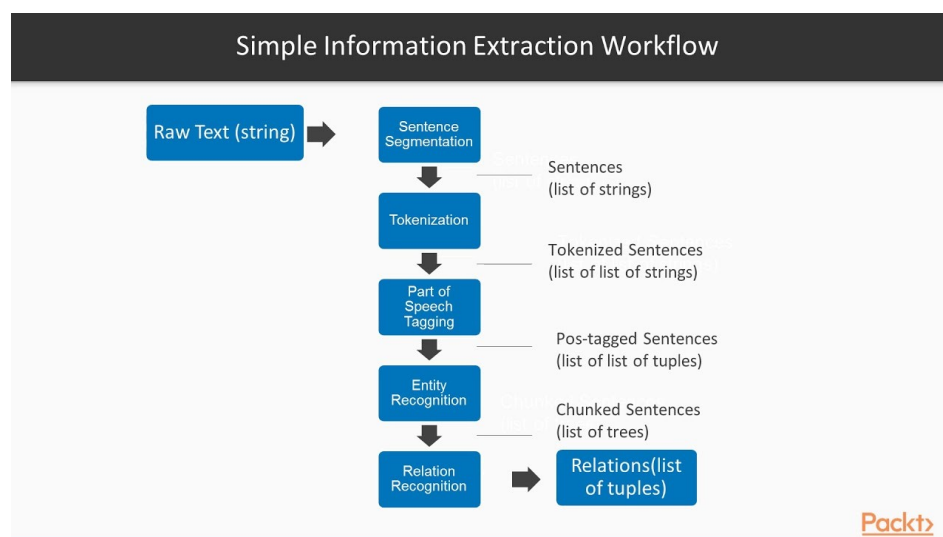 Simple Information Extraction Workflow
Raw Text (string)
Sentence
Segmentation
Sentences
(list of strings)
Tokenization
Tokenized Sentences
(list of list of strings)
Part of
Speech
Tagging
Pos-tagged Sentences
(list of list of tuples)
Entity
Recognition
Chunked Sentences
(list of trees)
Relation
Recognition
Relations(list
of tuples)
Packt>